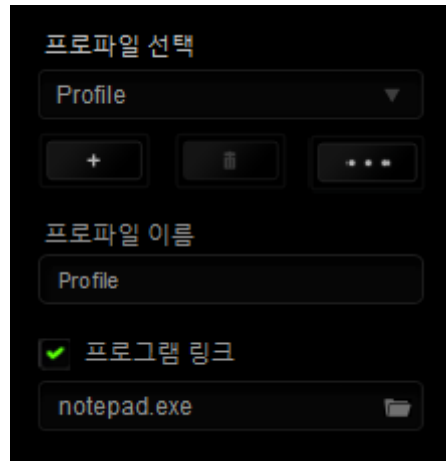 프로파일 선택
Profile
+
•••
프로파일 이름
Profile
프로그램 링크
notepad.exe